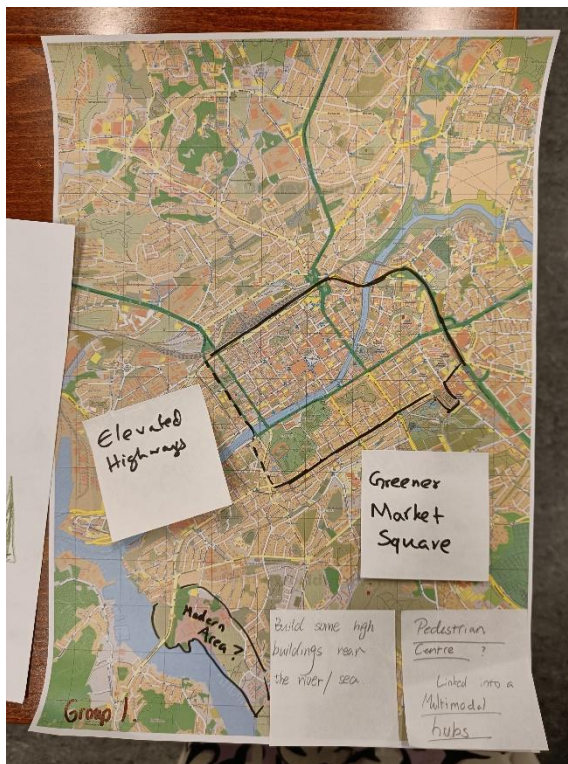 Elevated
Highways
Greener
Market
Square
Modern
Area?
Build some high
buildings near
the river/sea
Pedestrian
Centre ?
Linked into a
Multimodal
hubs
Group 1.